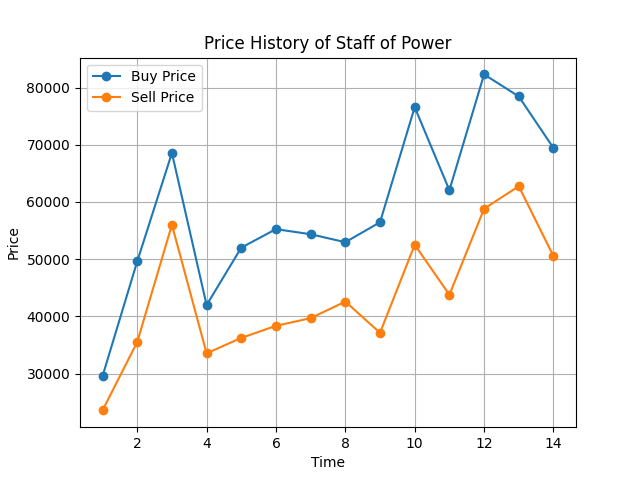 Price History of Staff of Power
Buy Price
Sell Price
80000
70000
60000
50000
40000
30000
Price
2 4 6 8 10 12 14
Time